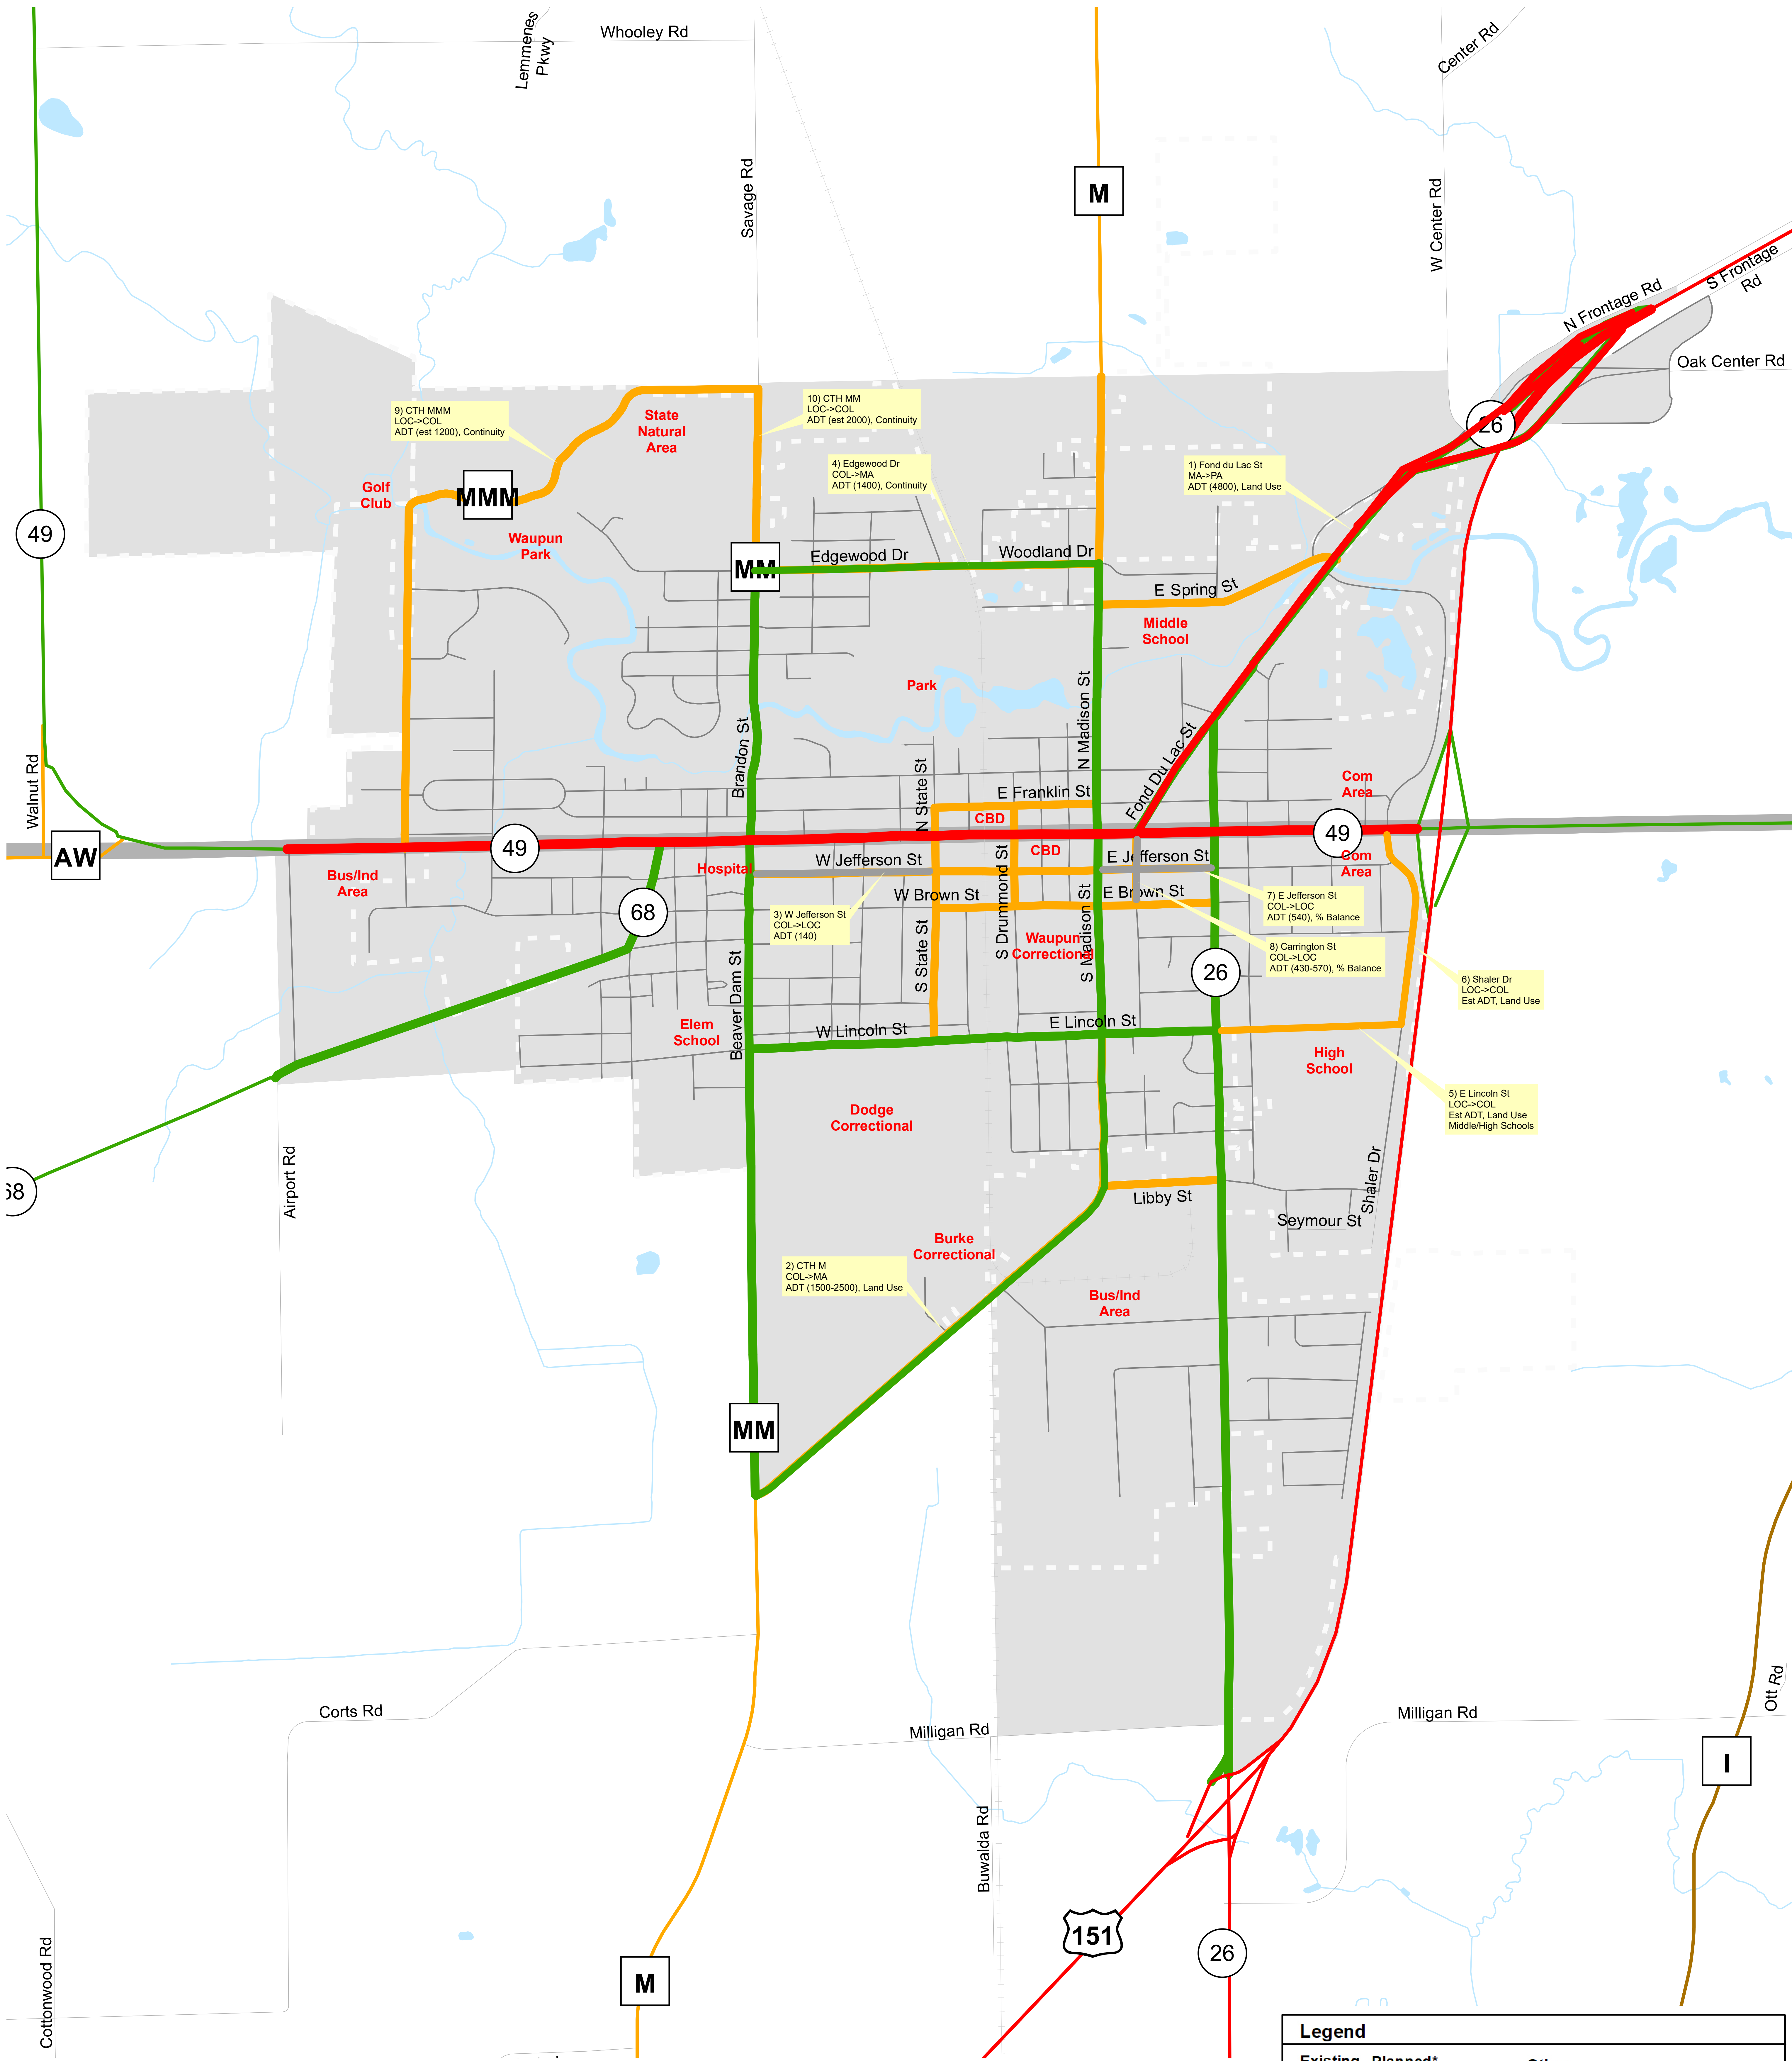 Whooley Rd
Lemmenes
Pkwy
Center Rd
Savage Rd
M
W Center Rd
S Frontage
Rd
N Frontage Rd
Oak Center Rd
26
9) CTH MMM
LOC->COL
ADT (est 1200), Continuity
State
Natural
Area
10) CTH MM
LOC->COL
ADT (est 2000), Continuity
4) Edgewood Dr
COL->MA
ADT (1400), Continuity
1) Fond du Lac St
MA->PA
ADT (4800), Land Use
Golf
Club
MMM
49
Waupun
Park
MM
Edgewood Dr
Woodland Dr
E Spring St
Middle
School
Park
N Madison St
Brandon St
Fond Du Lac St
Walnut Rd
N State St
E Franklin St
CBD
Com
Area
49
AW
49
CBD
Com
Area
Hospital
W Jefferson St
E Jefferson St
Bus/Ind
Area
68
W Brown St
E Brown St
S Drummond St
S Madison St
3) W Jefferson St
COL->LOC
ADT (140)
7) E Jefferson St
COL->LOC
ADT (540), % Balance
8) Carrington St
COL->LOC
ADT (430-570), % Balance
Waupun
Correctional
S State St
26
6) Shaler Dr
LOC->COL
Est ADT, Land Use
Beaver Dam St
Elem
School
W Lincoln St
E Lincoln St
High
School
5) E Lincoln St
LOC->COL
Est ADT, Land Use
Middle/High Schools
Dodge
Correctional
Airport Rd
68
Shaler Dr
Libby St
Seymour St
Burke
Correctional
2) CTH M
COL->MA
ADT (1500-2500), Land Use
Bus/Ind
Area
MM
Corts Rd
Milligan Rd
Milligan Rd
Ott Rd
I
Buwalda Rd
151
26
Cottonwood Rd
M
Legend
Existing Planned*